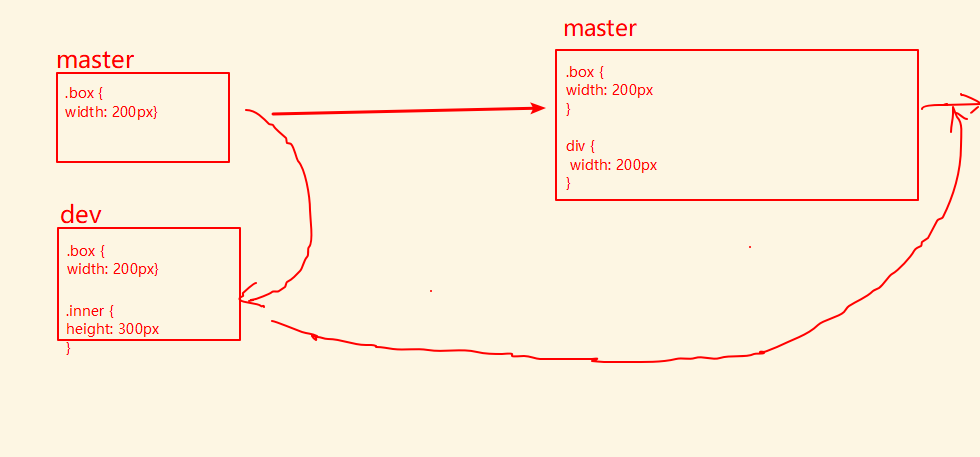 master
.box {
width: 200px}
dev
.box {
width: 200px}
.inner {
height: 300px
}
master
.box {
width: 200px
}
div {
width: 200px
}